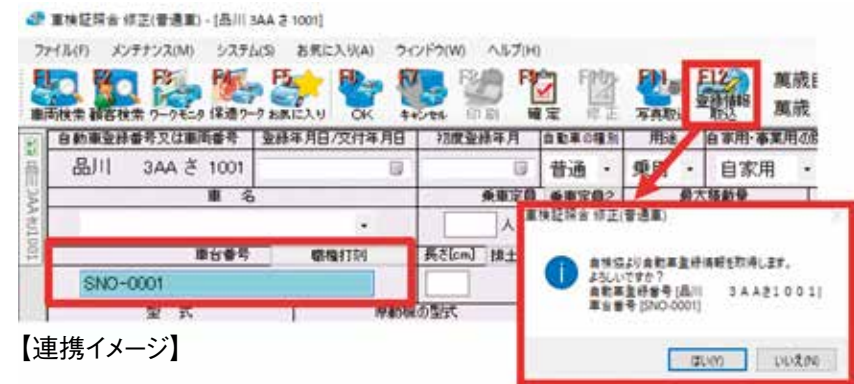 車検証照会 修正(普通車) - [品川 3AA さ 1001]
ファイル(F) メンテナンス(M) システム(S) お気に入り(A) ウィンドウ(W) ヘルプ(H)
F1 F2 F3 F4 F5 F6 F7 F8 F9 F10 F11 F12
車両検索 顧客検索 ワークモニタ 保適ワーク お気に入り OK キャンセル 印刷 確定 修正 写真取込 登録情報取込
萬歳
萬歳
自動車登録番号又は車両番号 登録年月日/交付年月日 初度登録年月 自動車の種別 用途 自家用・事業用の
品川 3AA さ 1001 普通 乗用 自家用
品川 3AA さ 1001
車 名 乗車定員 乗車定員2 最大積載量
人
車台番号 職権打刻 長さ[cm]
SNO-0001
型 式 原動機の型式
車検証照会 修正(普通車)
自検協より自動車登録情報を取得します。
よろしいですか?
自動車登録番号 [品川 3AAさ1001]
車台番号 [SNO-0001]
はい(Y) いいえ(N)
【連携イメージ】